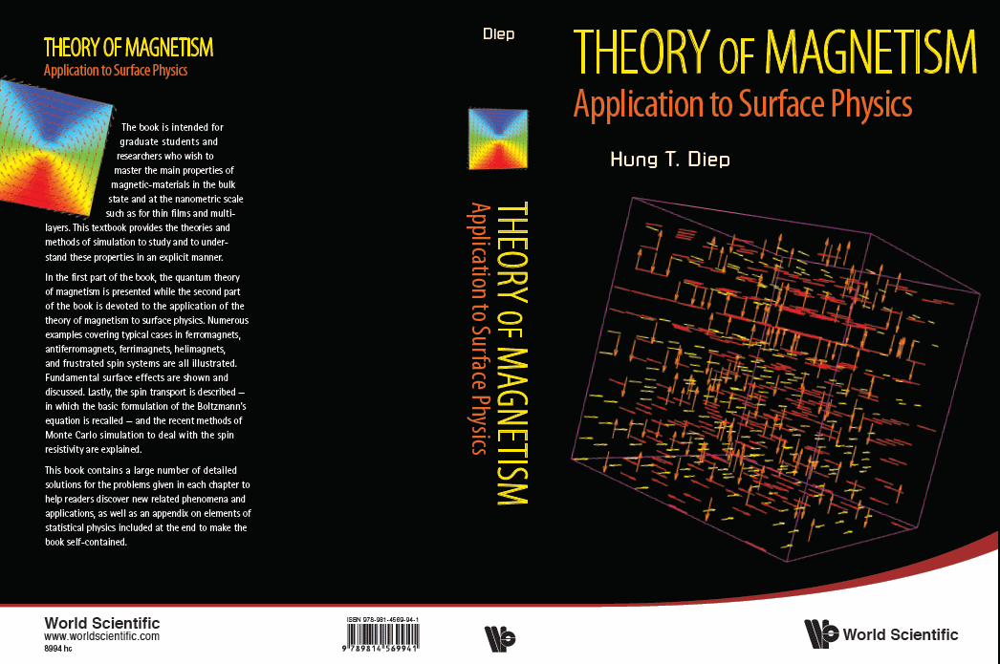 THEORY OF MAGNETISM
Application to Surface Physics
The book is intended for
graduate students and
researchers who wish to
master the main properties of
magnetic-materials in the bulk
state and at the nanometric scale
such as for thin films and multi-
layers. This textbook provides the theories and
methods of simulation to study and to under-
stand these properties in an explicit manner.
In the first part of the book, the quantum theory
of magnetism is presented while the second part
of the book is devoted to the application of the
theory of magnetism to surface physics. Numerous
examples covering typical cases in ferromagnets,
antiferromagnets, ferrimagnets, helimagnets,
and frustrated spin systems are all illustrated.
Fundamental surface effects are shown and
discussed. Lastly, the spin transport is described —
in which the basic formulation of the Boltzmann's
equation is recalled — and the recent methods of
Monte Carlo simulation to deal with the spin
resistivity are explained.
This book contains a large number of detailed
solutions for the problems given in each chapter to
help readers discover new related phenomena and
applications, as well as an appendix on elements of
statistical physics included at the end to make the
book self-contained.
World Scientific
www.worldscientific.com
8994 hc
ISBN 978-981-4569-94-1
9 789814 569941
Diep
THEORY OF MAGNETISM
Application to Surface Physics
THEORY OF MAGNETISM
Application to Surface Physics
Hung T. Diep
World Scientific